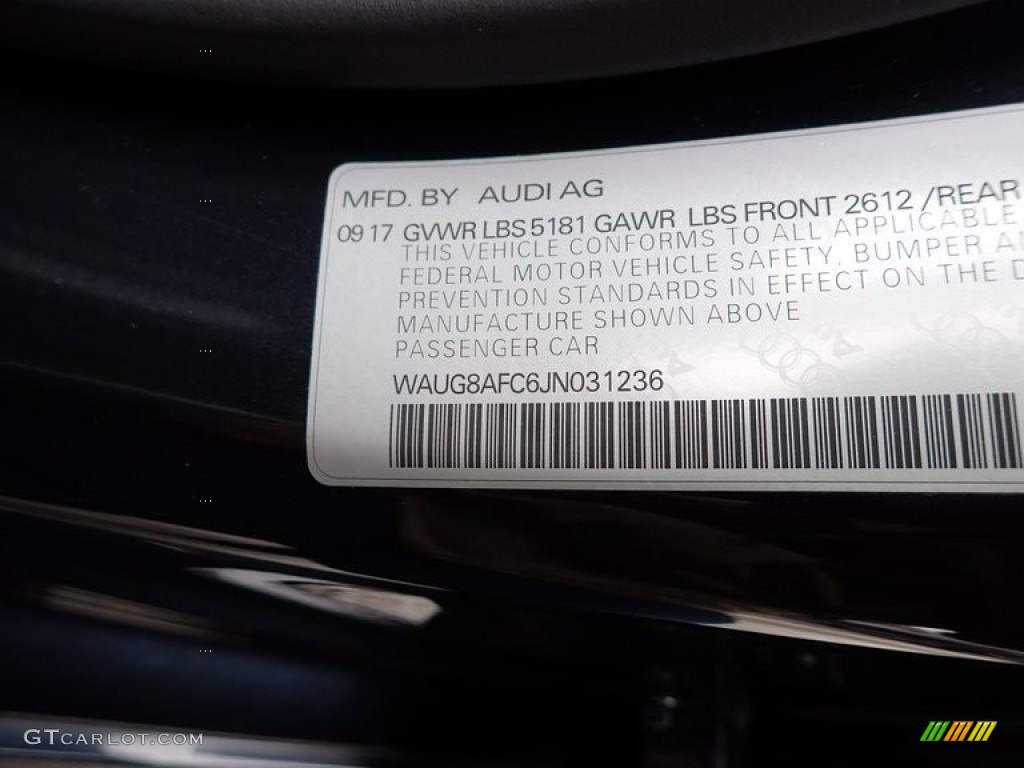 MFD. BY AUDI AG
09 17 GVWR LBS 5181 GAWR LBS FRONT 2612 /REAR
THIS VEHICLE CONFORMS TO ALL APPLICABLE
FEDERAL MOTOR VEHICLE SAFETY, BUMPER
PREVENTION STANDARDS IN EFFECT ON THE
MANUFACTURE SHOWN ABOVE
PASSENGER CAR
WAUG8AFC6JN031236
GTCARLOT.COM